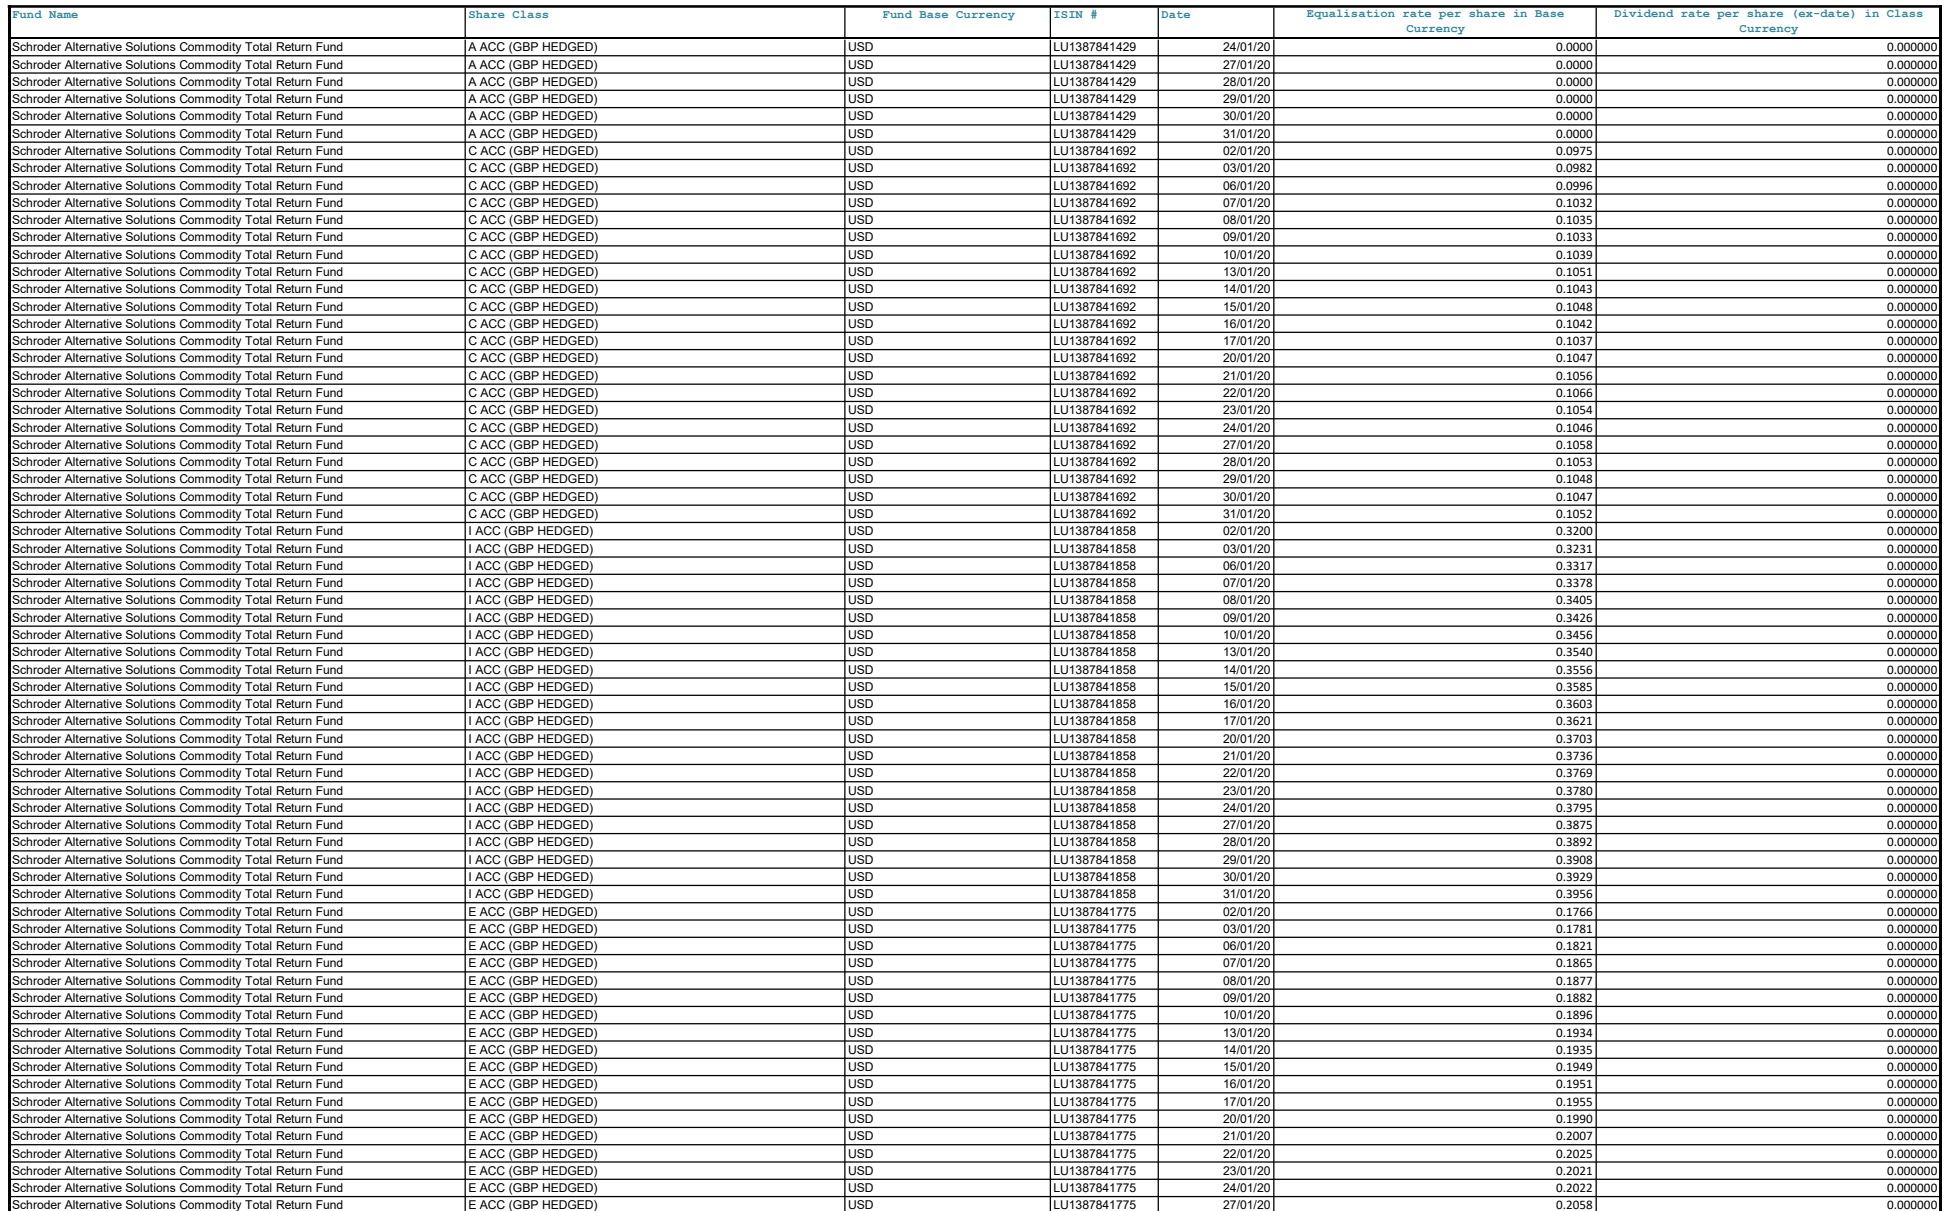 Fund Name Share Class Fund Base Currency ISIN # Date Equalisation rate per share in Base Currency Dividend rate per share (ex-date) in Class Currency
Schroder Alternative Solutions Commodity Total Return Fund A ACC (GBP HEDGED) USD LU1387841429 24/01/20 0.0000 0.000000
Schroder Alternative Solutions Commodity Total Return Fund A ACC (GBP HEDGED) USD LU1387841429 27/01/20 0.0000 0.000000
Schroder Alternative Solutions Commodity Total Return Fund A ACC (GBP HEDGED) USD LU1387841429 28/01/20 0.0000 0.000000
Schroder Alternative Solutions Commodity Total Return Fund A ACC (GBP HEDGED) USD LU1387841429 29/01/20 0.0000 0.000000
Schroder Alternative Solutions Commodity Total Return Fund A ACC (GBP HEDGED) USD LU1387841429 30/01/20 0.0000 0.000000
Schroder Alternative Solutions Commodity Total Return Fund A ACC (GBP HEDGED) USD LU1387841429 31/01/20 0.0000 0.000000
Schroder Alternative Solutions Commodity Total Return Fund C ACC (GBP HEDGED) USD LU1387841692 02/01/20 0.0975 0.000000
Schroder Alternative Solutions Commodity Total Return Fund C ACC (GBP HEDGED) USD LU1387841692 03/01/20 0.0982 0.000000
Schroder Alternative Solutions Commodity Total Return Fund C ACC (GBP HEDGED) USD LU1387841692 06/01/20 0.0996 0.000000
Schroder Alternative Solutions Commodity Total Return Fund C ACC (GBP HEDGED) USD LU1387841692 07/01/20 0.1032 0.000000
Schroder Alternative Solutions Commodity Total Return Fund C ACC (GBP HEDGED) USD LU1387841692 08/01/20 0.1035 0.000000
Schroder Alternative Solutions Commodity Total Return Fund C ACC (GBP HEDGED) USD LU1387841692 09/01/20 0.1033 0.000000
Schroder Alternative Solutions Commodity Total Return Fund C ACC (GBP HEDGED) USD LU1387841692 10/01/20 0.1039 0.000000
Schroder Alternative Solutions Commodity Total Return Fund C ACC (GBP HEDGED) USD LU1387841692 13/01/20 0.1051 0.000000
Schroder Alternative Solutions Commodity Total Return Fund C ACC (GBP HEDGED) USD LU1387841692 14/01/20 0.1043 0.000000
Schroder Alternative Solutions Commodity Total Return Fund C ACC (GBP HEDGED) USD LU1387841692 15/01/20 0.1048 0.000000
Schroder Alternative Solutions Commodity Total Return Fund C ACC (GBP HEDGED) USD LU1387841692 16/01/20 0.1042 0.000000
Schroder Alternative Solutions Commodity Total Return Fund C ACC (GBP HEDGED) USD LU1387841692 17/01/20 0.1037 0.000000
Schroder Alternative Solutions Commodity Total Return Fund C ACC (GBP HEDGED) USD LU1387841692 20/01/20 0.1047 0.000000
Schroder Alternative Solutions Commodity Total Return Fund C ACC (GBP HEDGED) USD LU1387841692 21/01/20 0.1056 0.000000
Schroder Alternative Solutions Commodity Total Return Fund C ACC (GBP HEDGED) USD LU1387841692 22/01/20 0.1066 0.000000
Schroder Alternative Solutions Commodity Total Return Fund C ACC (GBP HEDGED) USD LU1387841692 23/01/20 0.1054 0.000000
Schroder Alternative Solutions Commodity Total Return Fund C ACC (GBP HEDGED) USD LU1387841692 24/01/20 0.1046 0.000000
Schroder Alternative Solutions Commodity Total Return Fund C ACC (GBP HEDGED) USD LU1387841692 27/01/20 0.1058 0.000000
Schroder Alternative Solutions Commodity Total Return Fund C ACC (GBP HEDGED) USD LU1387841692 28/01/20 0.1053 0.000000
Schroder Alternative Solutions Commodity Total Return Fund C ACC (GBP HEDGED) USD LU1387841692 29/01/20 0.1048 0.000000
Schroder Alternative Solutions Commodity Total Return Fund C ACC (GBP HEDGED) USD LU1387841692 30/01/20 0.1047 0.000000
Schroder Alternative Solutions Commodity Total Return Fund C ACC (GBP HEDGED) USD LU1387841692 31/01/20 0.1052 0.000000
Schroder Alternative Solutions Commodity Total Return Fund I ACC (GBP HEDGED) USD LU1387841858 02/01/20 0.3200 0.000000
Schroder Alternative Solutions Commodity Total Return Fund I ACC (GBP HEDGED) USD LU1387841858 03/01/20 0.3231 0.000000
Schroder Alternative Solutions Commodity Total Return Fund I ACC (GBP HEDGED) USD LU1387841858 06/01/20 0.3317 0.000000
Schroder Alternative Solutions Commodity Total Return Fund I ACC (GBP HEDGED) USD LU1387841858 07/01/20 0.3378 0.000000
Schroder Alternative Solutions Commodity Total Return Fund I ACC (GBP HEDGED) USD LU1387841858 08/01/20 0.3405 0.000000
Schroder Alternative Solutions Commodity Total Return Fund I ACC (GBP HEDGED) USD LU1387841858 09/01/20 0.3426 0.000000
Schroder Alternative Solutions Commodity Total Return Fund I ACC (GBP HEDGED) USD LU1387841858 10/01/20 0.3456 0.000000
Schroder Alternative Solutions Commodity Total Return Fund I ACC (GBP HEDGED) USD LU1387841858 13/01/20 0.3540 0.000000
Schroder Alternative Solutions Commodity Total Return Fund I ACC (GBP HEDGED) USD LU1387841858 14/01/20 0.3556 0.000000
Schroder Alternative Solutions Commodity Total Return Fund I ACC (GBP HEDGED) USD LU1387841858 15/01/20 0.3585 0.000000
Schroder Alternative Solutions Commodity Total Return Fund I ACC (GBP HEDGED) USD LU1387841858 16/01/20 0.3603 0.000000
Schroder Alternative Solutions Commodity Total Return Fund I ACC (GBP HEDGED) USD LU1387841858 17/01/20 0.3621 0.000000
Schroder Alternative Solutions Commodity Total Return Fund I ACC (GBP HEDGED) USD LU1387841858 20/01/20 0.3703 0.000000
Schroder Alternative Solutions Commodity Total Return Fund I ACC (GBP HEDGED) USD LU1387841858 21/01/20 0.3736 0.000000
Schroder Alternative Solutions Commodity Total Return Fund I ACC (GBP HEDGED) USD LU1387841858 22/01/20 0.3769 0.000000
Schroder Alternative Solutions Commodity Total Return Fund I ACC (GBP HEDGED) USD LU1387841858 23/01/20 0.3780 0.000000
Schroder Alternative Solutions Commodity Total Return Fund I ACC (GBP HEDGED) USD LU1387841858 24/01/20 0.3795 0.000000
Schroder Alternative Solutions Commodity Total Return Fund I ACC (GBP HEDGED) USD LU1387841858 27/01/20 0.3875 0.000000
Schroder Alternative Solutions Commodity Total Return Fund I ACC (GBP HEDGED) USD LU1387841858 28/01/20 0.3892 0.000000
Schroder Alternative Solutions Commodity Total Return Fund I ACC (GBP HEDGED) USD LU1387841858 29/01/20 0.3908 0.000000
Schroder Alternative Solutions Commodity Total Return Fund I ACC (GBP HEDGED) USD LU1387841858 30/01/20 0.3929 0.000000
Schroder Alternative Solutions Commodity Total Return Fund I ACC (GBP HEDGED) USD LU1387841858 31/01/20 0.3956 0.000000
Schroder Alternative Solutions Commodity Total Return Fund E ACC (GBP HEDGED) USD LU1387841775 02/01/20 0.1766 0.000000
Schroder Alternative Solutions Commodity Total Return Fund E ACC (GBP HEDGED) USD LU1387841775 03/01/20 0.1781 0.000000
Schroder Alternative Solutions Commodity Total Return Fund E ACC (GBP HEDGED) USD LU1387841775 06/01/20 0.1821 0.000000
Schroder Alternative Solutions Commodity Total Return Fund E ACC (GBP HEDGED) USD LU1387841775 07/01/20 0.1865 0.000000
Schroder Alternative Solutions Commodity Total Return Fund E ACC (GBP HEDGED) USD LU1387841775 08/01/20 0.1877 0.000000
Schroder Alternative Solutions Commodity Total Return Fund E ACC (GBP HEDGED) USD LU1387841775 09/01/20 0.1882 0.000000
Schroder Alternative Solutions Commodity Total Return Fund E ACC (GBP HEDGED) USD LU1387841775 10/01/20 0.1896 0.000000
Schroder Alternative Solutions Commodity Total Return Fund E ACC (GBP HEDGED) USD LU1387841775 13/01/20 0.1934 0.000000
Schroder Alternative Solutions Commodity Total Return Fund E ACC (GBP HEDGED) USD LU1387841775 14/01/20 0.1935 0.000000
Schroder Alternative Solutions Commodity Total Return Fund E ACC (GBP HEDGED) USD LU1387841775 15/01/20 0.1949 0.000000
Schroder Alternative Solutions Commodity Total Return Fund E ACC (GBP HEDGED) USD LU1387841775 16/01/20 0.1951 0.000000
Schroder Alternative Solutions Commodity Total Return Fund E ACC (GBP HEDGED) USD LU1387841775 17/01/20 0.1955 0.000000
Schroder Alternative Solutions Commodity Total Return Fund E ACC (GBP HEDGED) USD LU1387841775 20/01/20 0.1990 0.000000
Schroder Alternative Solutions Commodity Total Return Fund E ACC (GBP HEDGED) USD LU1387841775 21/01/20 0.2007 0.000000
Schroder Alternative Solutions Commodity Total Return Fund E ACC (GBP HEDGED) USD LU1387841775 22/01/20 0.2025 0.000000
Schroder Alternative Solutions Commodity Total Return Fund E ACC (GBP HEDGED) USD LU1387841775 23/01/20 0.2021 0.000000
Schroder Alternative Solutions Commodity Total Return Fund E ACC (GBP HEDGED) USD LU1387841775 24/01/20 0.2022 0.000000
Schroder Alternative Solutions Commodity Total Return Fund E ACC (GBP HEDGED) USD LU1387841775 27/01/20 0.2058 0.000000